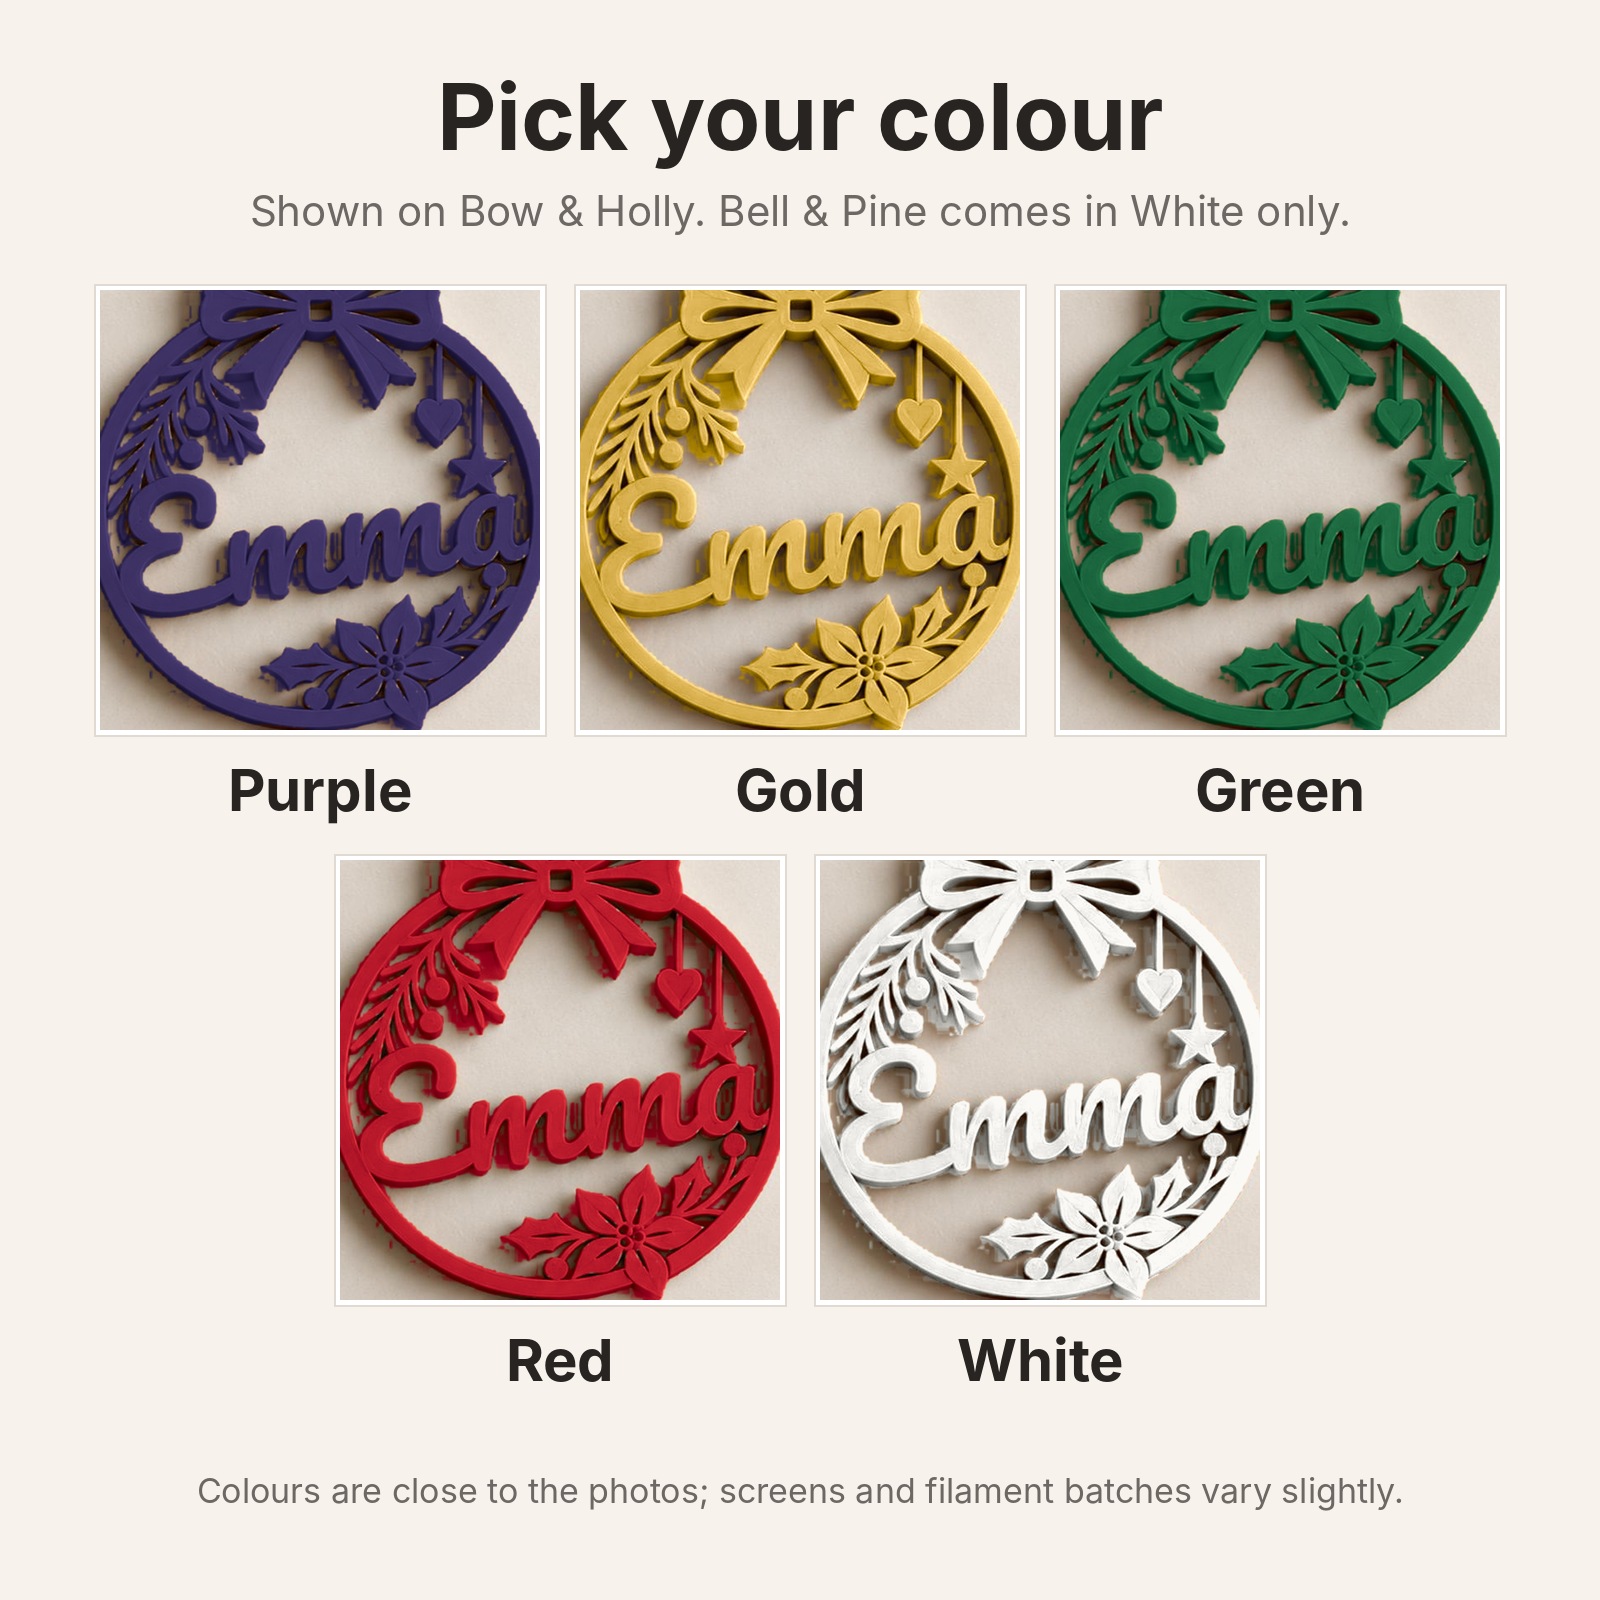 Pick your colour
Shown on Bow & Holly. Bell & Pine comes in White only.
Emma
Emma
Emma
Purple
Gold
Green
Emma
Emma
Red
White
Colours are close to the photos; screens and filament batches vary slightly.